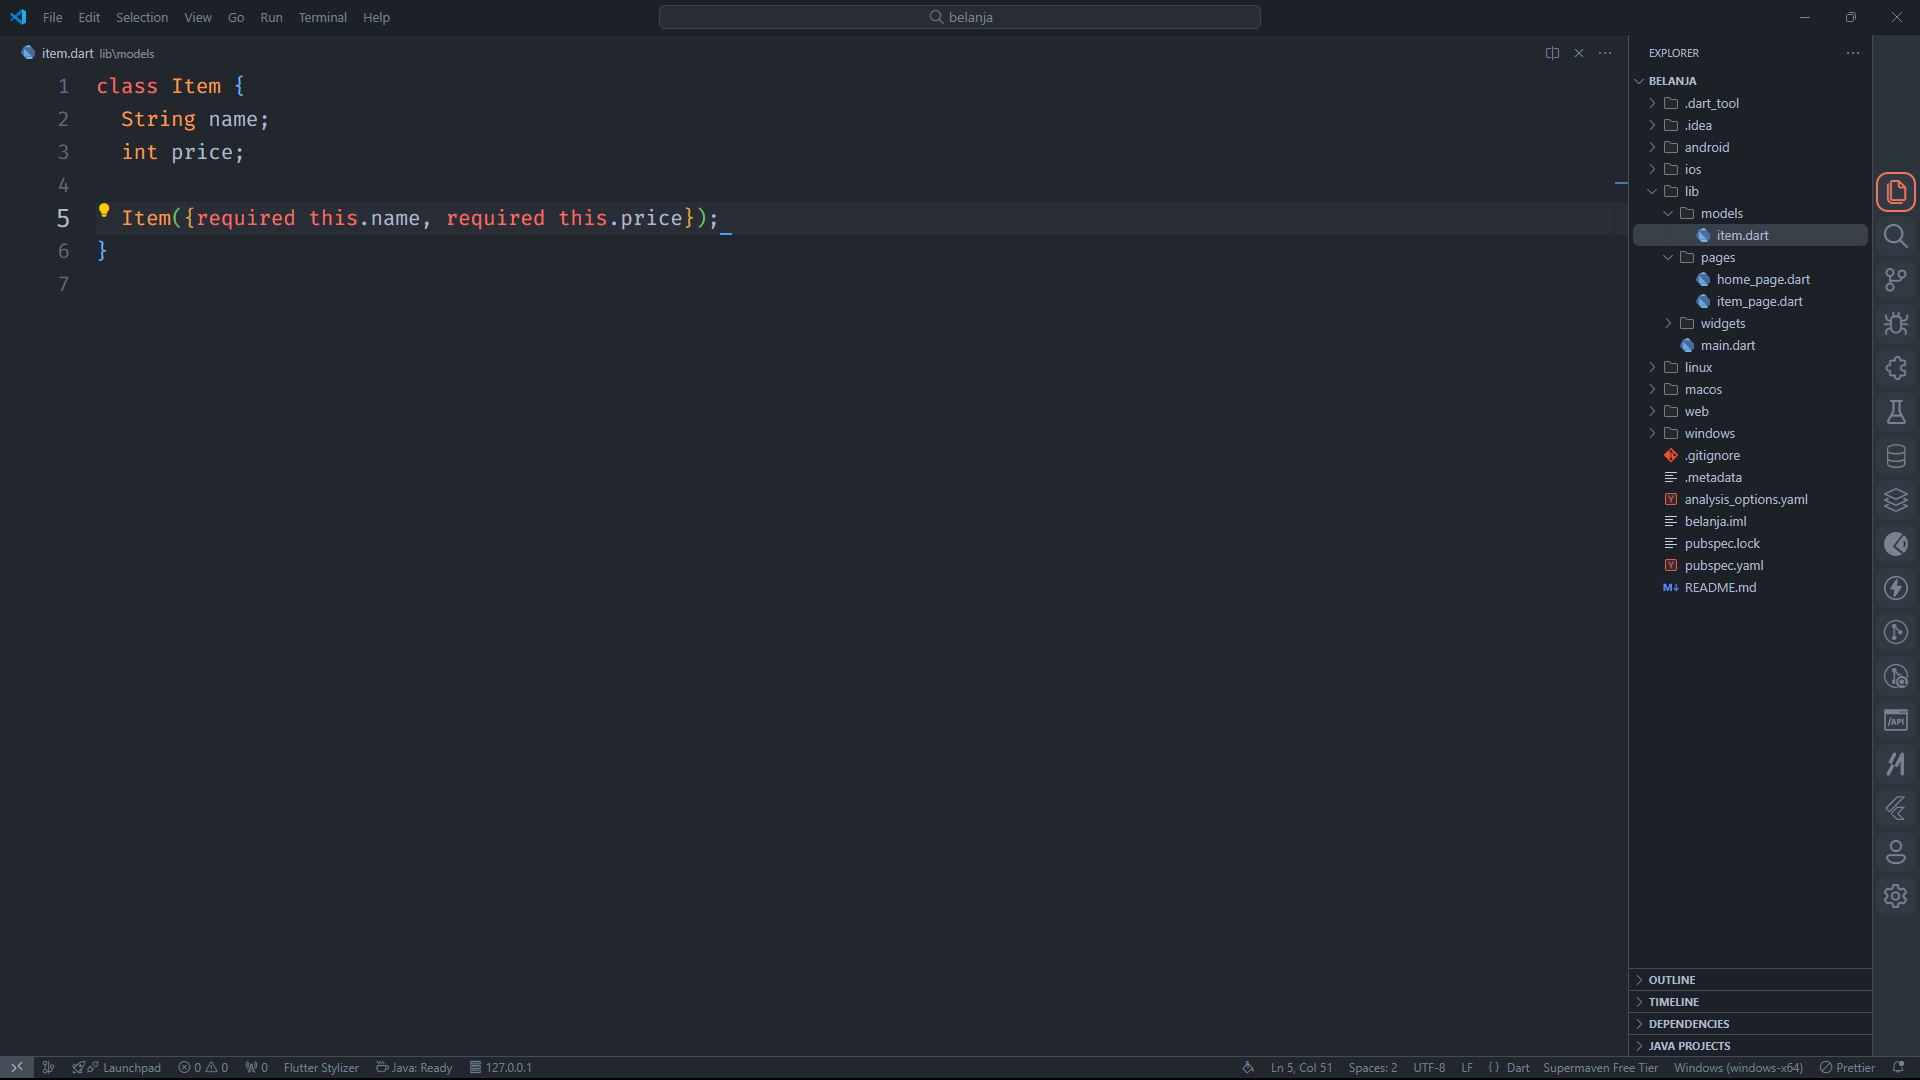 File Edit Selection View Go Run Terminal Help
belanja
item.dart lib\models
1 class Item {
2   String name;
3   int price;
4
5   Item({required this.name, required this.price});
6 }
7
EXPLORER
BELANJA
.dart_tool
.idea
android
ios
lib
models
item.dart
pages
home_page.dart
item_page.dart
widgets
main.dart
linux
macos
web
windows
.gitignore
.metadata
Y analysis_options.yaml
belanja.iml
pubspec.lock
Y pubspec.yaml
M↓ README.md
/API
OUTLINE
TIMELINE
DEPENDENCIES
JAVA PROJECTS
Launchpad 0 0 0 Flutter Stylizer Java: Ready 127.0.0.1 Ln 5, Col 51 Spaces: 2 UTF-8 LF {} Dart Supermaven Free Tier Windows (windows-x64) Prettier